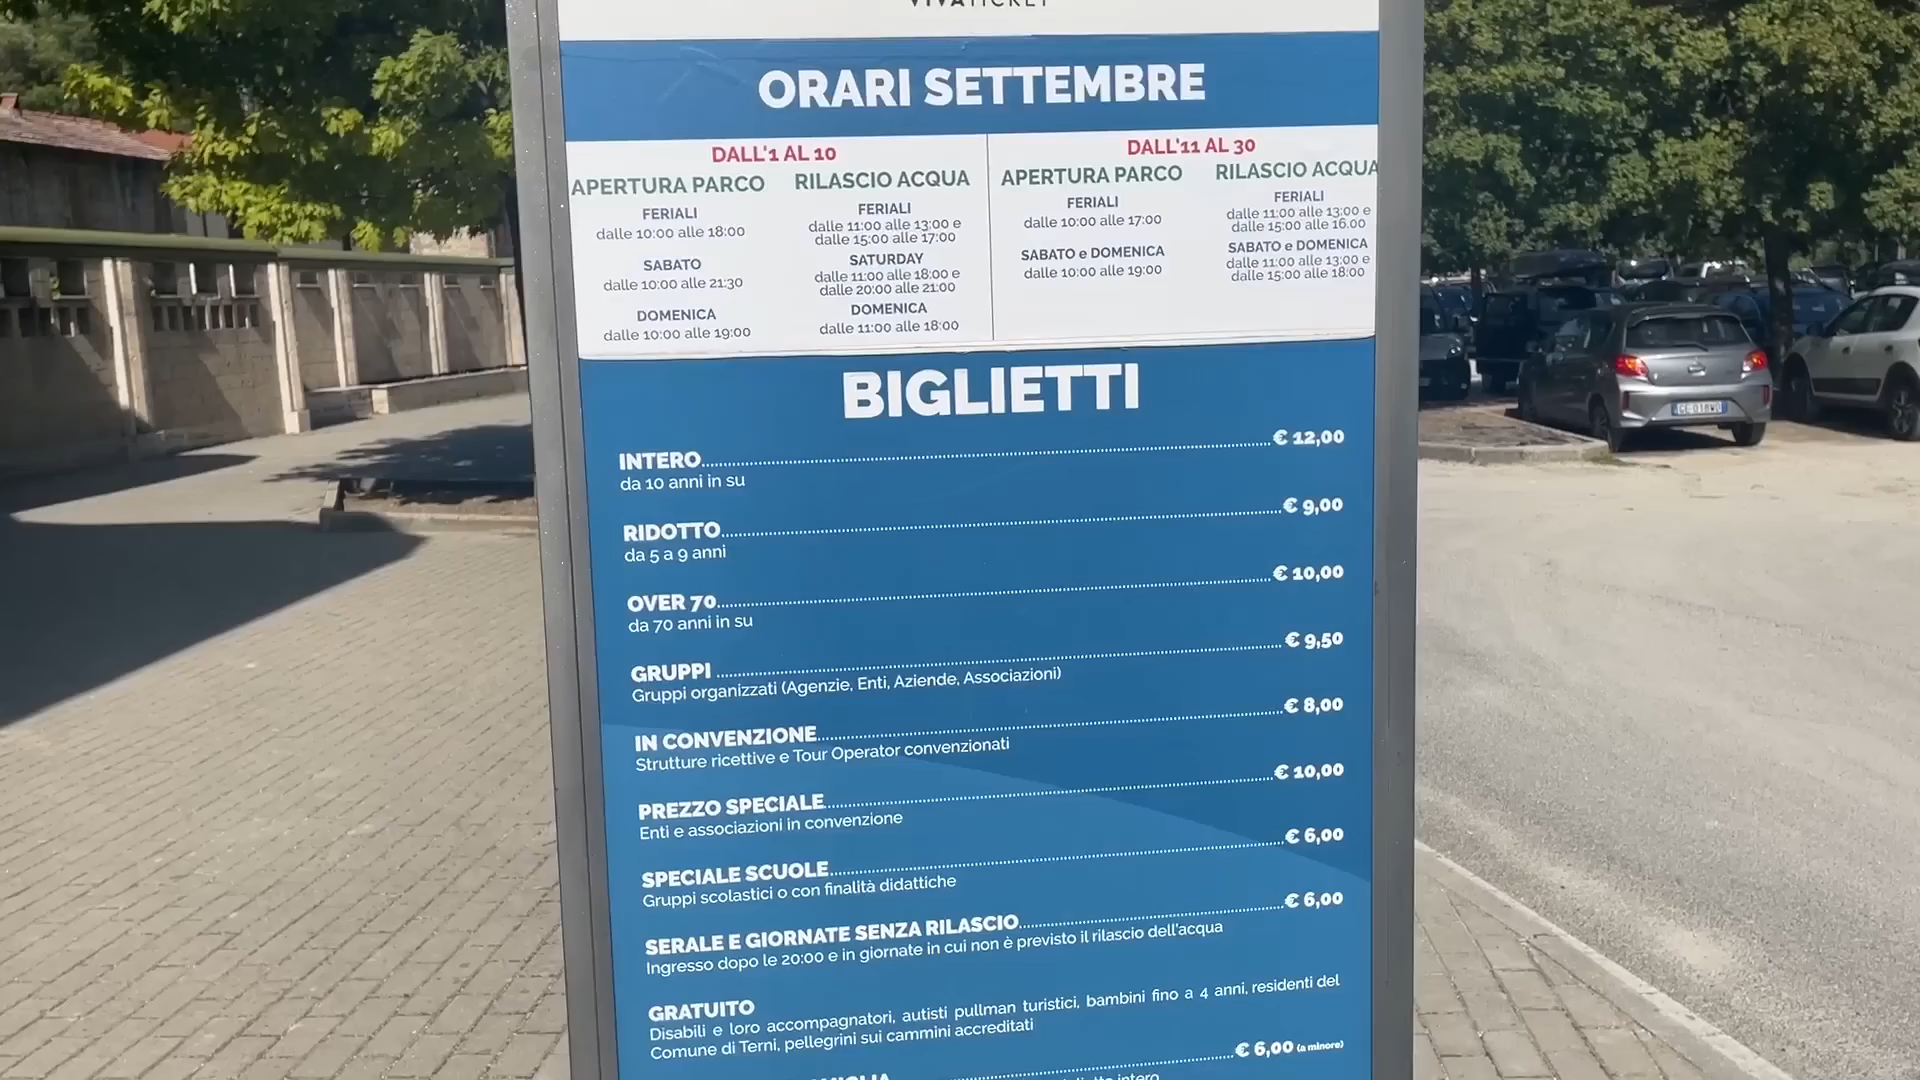 VIVATICKET
ORARI SETTEMBRE
DALL'1 AL 10
APERTURA PARCO
FERIALI
dalle 10:00 alle 18:00
SABATO
dalle 10:00 alle 21:30
DOMENICA
dalle 10:00 alle 19:00
RILASCIO ACQUA
FERIALI
dalle 11:00 alle 13:00 e
dalle 15:00 alle 17:00
SATURDAY
dalle 11:00 alle 18:00 e
dalle 20:00 alle 21:00
DOMENICA
dalle 11:00 alle 18:00
DALL'11 AL 30
APERTURA PARCO
FERIALI
dalle 10:00 alle 17:00
SABATO e DOMENICA
dalle 10:00 alle 19:00
RILASCIO ACQUA
FERIALI
dalle 11:00 alle 13:00 e
dalle 15:00 alle 16.00
SABATO e DOMENICA
dalle 11:00 alle 13:00 e
dalle 15:00 alle 18:00
BIGLIETTI
INTERO € 12,00
da 10 anni in su
RIDOTTO € 9,00
da 5 a 9 anni
OVER 70 € 10,00
da 70 anni in su
GRUPPI € 9,50
Gruppi organizzati (Agenzie, Enti, Aziende, Associazioni)
IN CONVENZIONE € 8,00
Strutture ricettive e Tour Operator convenzionati
PREZZO SPECIALE € 10,00
Enti e associazioni in convenzione
SPECIALE SCUOLE € 6,00
Gruppi scolastici o con finalità didattiche
SERALE E GIORNATE SENZA RILASCIO € 6,00
Ingresso dopo le 20:00 e in giornate in cui non è previsto il rilascio dell'acqua
GRATUITO
Disabili e loro accompagnatori, autisti pullman turistici, bambini fino a 4 anni, residenti del
Comune di Terni, pellegrini sui cammini accreditati
€ 6,00 (a minore)
intero